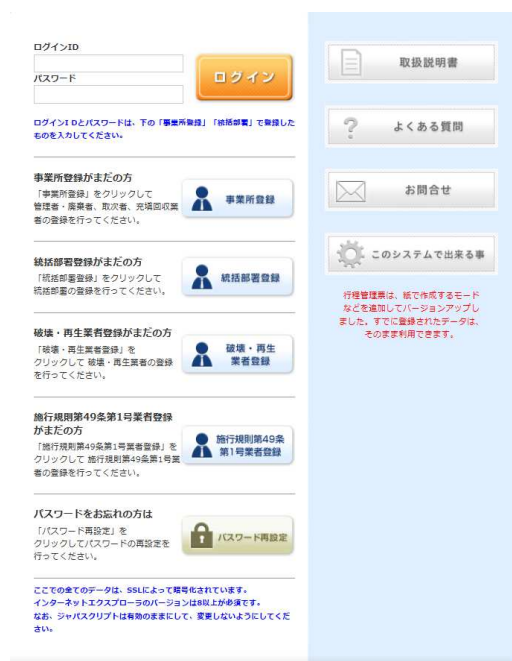 ログインID
ログイン
パスワード
ログインI Dとパスワードは、下の「事業所登録」「統括部署」で登録した
ものを入力してください。
事業所登録がまだの方
「事業所登録」をクリックして
管理者・廃棄者、取次者、充填回収業
者の登録を行ってください。
事業所登録
統括部署登録がまだの方
「統括部署登録」をクリックして
統括部署の登録を行ってください。
統括部署登録
破壊・再生業者登録がまだの方
「破壊・再生業者登録」を
クリックして 破壊・再生業者の登録
を行ってください。
破壊・再生
業者登録
施行規則第49条第1号業者登録
がまだの方
「施行規則第49条第1号業者登録」を
クリックして 施行規則第49条第1号業
者の登録を行ってください。
施行規則第49条
第1号業者登録
パスワードをお忘れの方は
「パスワード再設定」を
クリックしてパスワードの再設定を
行ってください。
パスワード再設定
ここでの全てのデータは、SSLによって暗号化されています。
インターネットエクスプローラのバージョンは8以上が必須です。
なお、ジャバスクリプトは有効のままにして、変更しないようにしてくだ
さい。
取扱説明書
よくある質問
お問合せ
このシステムで出来る事
行程管理票は、紙で作成するモード
などを追加してバージョンアップし
ました。すでに登録されたデータは、
そのまま利用できます。